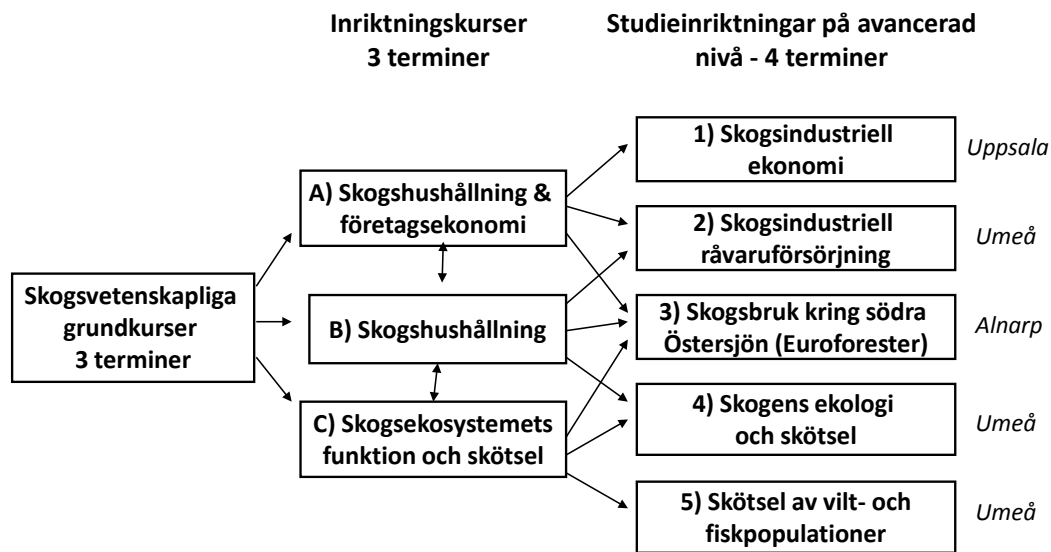 Inriktningskurser
3 terminer
Studieinriktningar på avancerad
nivå - 4 terminer
Skogsvetenskapliga
grundkurser
3 terminer
A) Skogshushållning &
företagsekonomi
B) Skogshushållning
C) Skogsekosystemets
funktion och skötsel
1) Skogsindustriell
ekonomi
Uppsala
2) Skogsindustriell
råvaruförsörjning
Umeå
3) Skogsbruk kring södra
Östersjön (Euroforester)
Alnarp
4) Skogens ekologi
och skötsel
Umeå
5) Skötsel av vilt- och
fiskpopulationer
Umeå